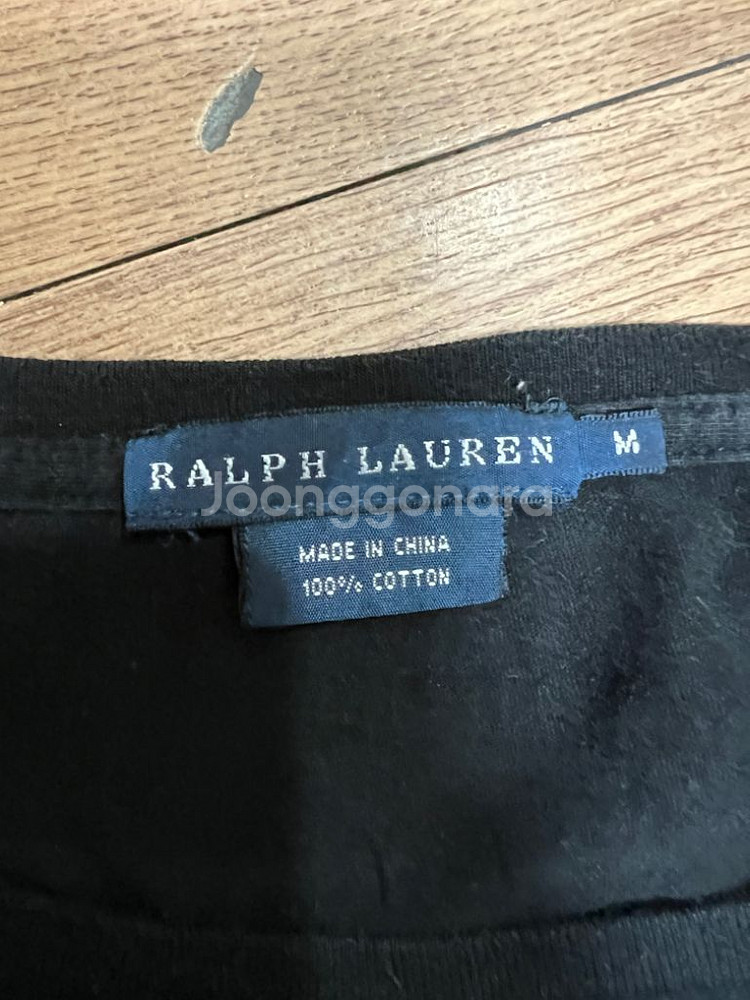 RALPH LAUREN M
Joonggonara
MADE IN CHINA
100% COTTON